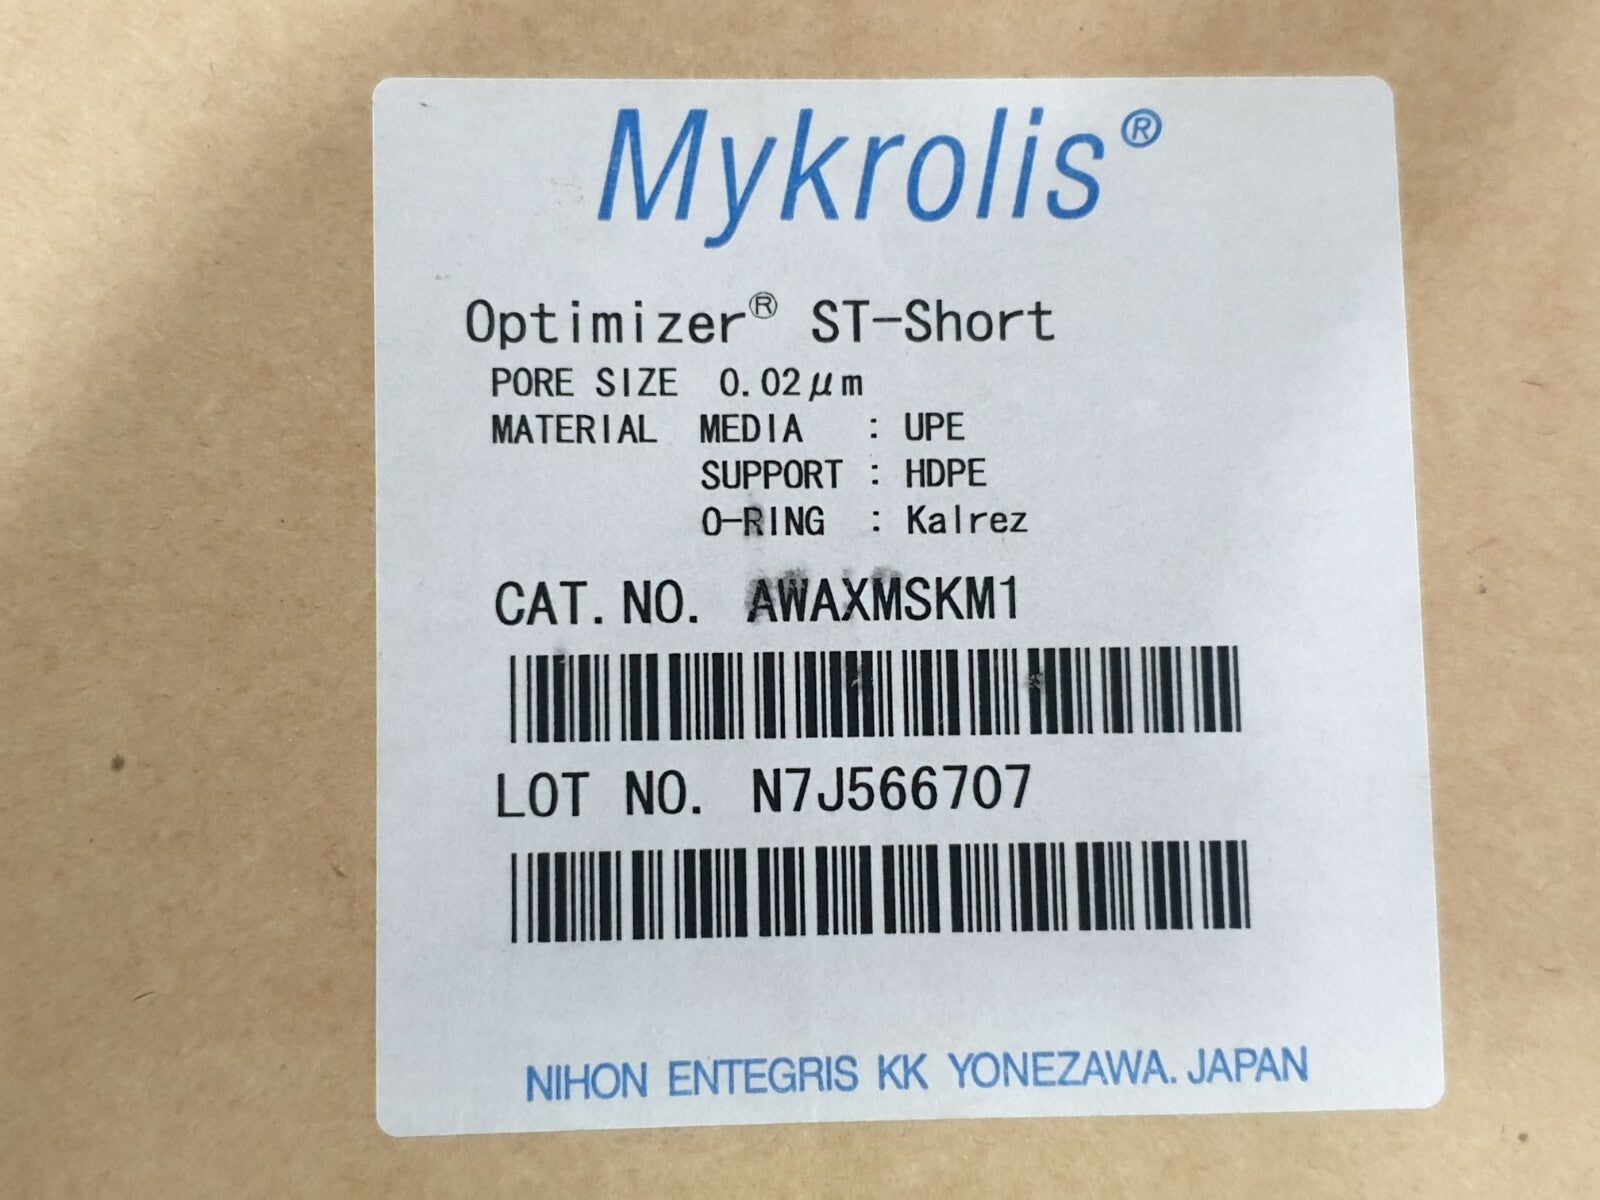 Mykrolis®
Optimizer® ST-Short
PORE SIZE 0.02μm
MATERIAL MEDIA : UPE
SUPPORT : HDPE
O-RING : Kalrez
CAT. NO. AWAXMSKM1
LOT NO. N7J566707
NIHON ENTEGRIS KK YONEZAWA. JAPAN